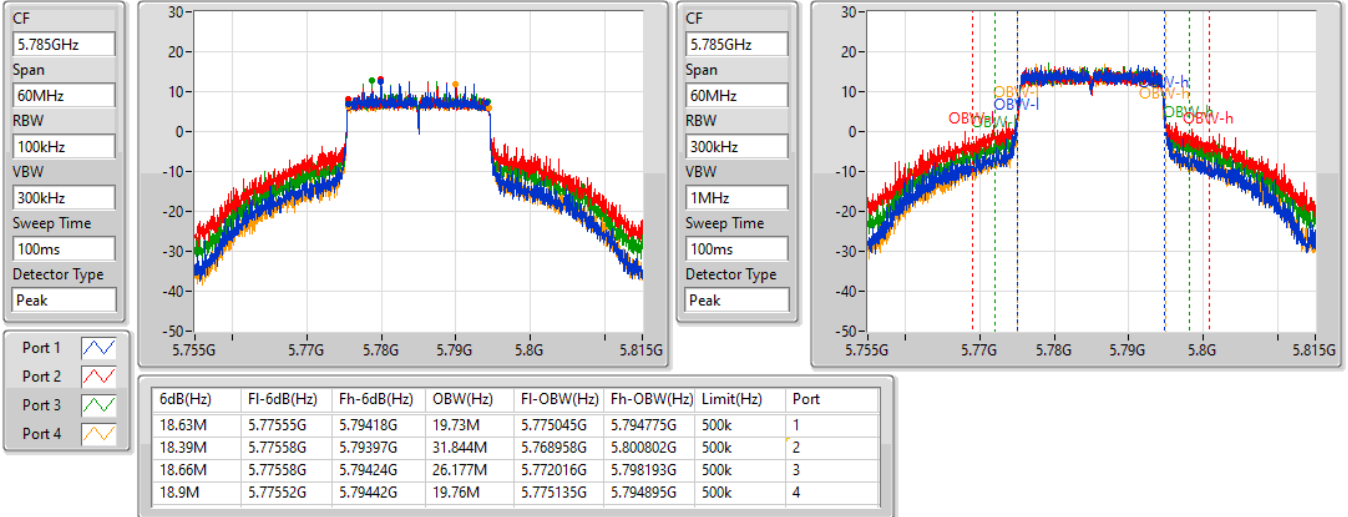 CF
5.785GHz
Span
60MHz
RBW
100kHz
VBW
300kHz
Sweep Time
100ms
Detector Type
Peak
30
20
10
0
-10
-20
-30
-40
-50
5.755G 5.77G 5.78G 5.79G 5.8G 5.815G
CF
5.785GHz
Span
60MHz
RBW
300kHz
VBW
1MHz
Sweep Time
100ms
Detector Type
Peak
30
20
10
0
-10
-20
-30
-40
-50
OBW-l
OBW-h
OBW-h
5.755G 5.77G 5.78G 5.79G 5.8G 5.815G
Port 1
Port 2
Port 3
Port 4
6dB(Hz) Fl-6dB(Hz) Fh-6dB(Hz) OBW(Hz) Fl-OBW(Hz) Fh-OBW(Hz) Limit(Hz) Port
18.63M 5.77555G 5.79418G 19.73M 5.775045G 5.794775G 500k 1
18.39M 5.77558G 5.79397G 31.844M 5.768958G 5.800802G 500k 2
18.66M 5.77558G 5.79424G 26.177M 5.772016G 5.798193G 500k 3
18.9M 5.77552G 5.79442G 19.76M 5.775135G 5.794895G 500k 4